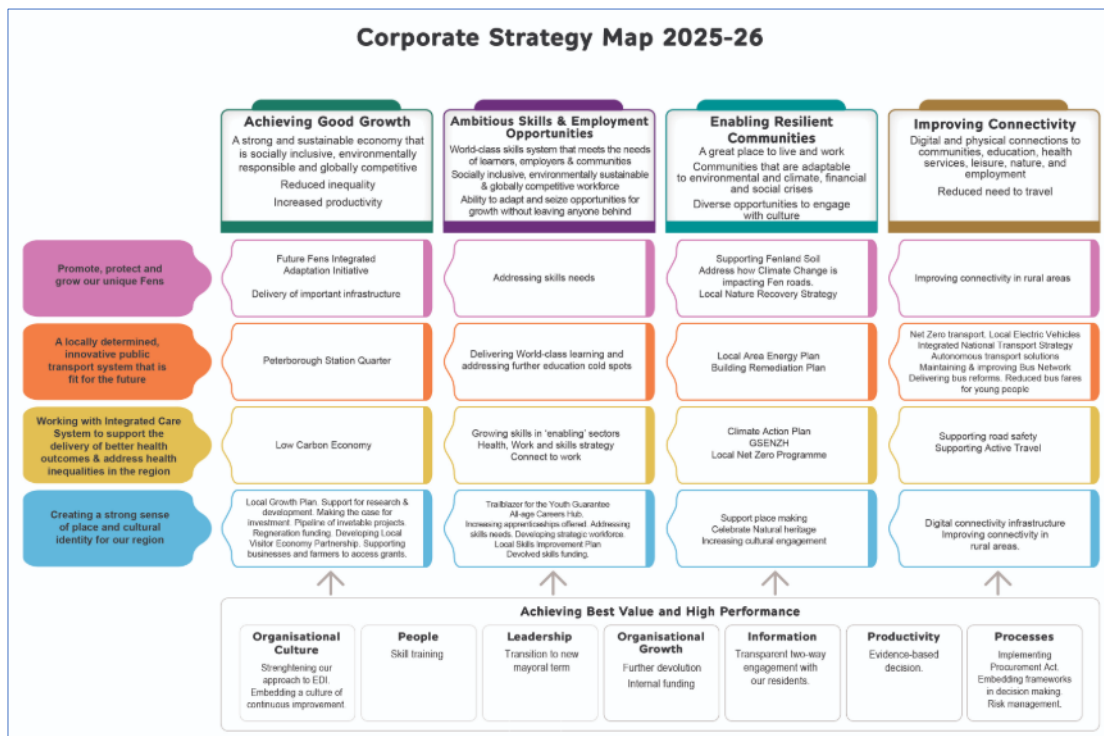 Corporate Strategy Map 2025-26
Achieving Good Growth
A strong and sustainable economy that
is socially inclusive, environmentally
responsible and globally competitive
Reduced inequality
Increased productivity
Ambitious Skills & Employment
Opportunities
World-class skills system that meets the needs
of learners, employers & communities
Socially inclusive, environmentally sustainable
& globally competitive workforce
Ability to adapt and seize opportunities for
growth without leaving anyone behind
Enabling Resilient
Communities
A great place to live and work
Communities that are adaptable
to environmental and climate, financial
and social crises
Diverse opportunities to engage
with culture
Improving Connectivity
Digital and physical connections to
communities, education, health
services, leisure, nature, and
employment
Reduced need to travel
Promote, protect and
grow our unique Fens
Future Fens Integrated
Adaptation Initiative
Delivery of important infrastructure
Addressing skills needs
Supporting Fenland Soil
Address how Climate Change is
impacting Fen roads.
Local Nature Recovery Strategy
Improving connectivity in rural areas
A locally determined,
innovative public
transport system that is
fit for the future
Peterborough Station Quarter
Delivering World-class learning and
addressing further education cold spots
Local Area Energy Plan
Building Remediation Plan
Net Zero transport, Local Electric Vehicles
Integrated National Transport Strategy
Autonomous transport solutions
Maintaining & improving Bus Network
Delivering bus reforms. Reduced bus fares
for young people
Working with Integrated Care
System to support the
delivery of better health
outcomes & address health
inequalities in the region
Low Carbon Economy
Growing skills in 'enabling' sectors
Health, Work and skills strategy
Connect to work
Climate Action Plan
GSENZH
Local Net Zero Programme
Supporting road safety
Supporting Active Travel
Creating a strong sense
of place and cultural
identity for our region
Local Growth Plan. Support for research &
development. Making the case for
investment. Pipeline of invetable projects.
Regneration funding. Developing Local
Visitor Economy Partnership. Supporting
businesses and farmers to access grants.
Trailblazer for the Youth Guarantee
All-age Careers Hub.
Increasing apprenticeships offered. Addressing
skills needs. Developing strategic workforce.
Local Skills Improvement Plan
Devolved skills funding.
Support place making
Celebrate Natural heritage
Increasing cultural engagement
Digital connectivity infrastructure
Improving connectivity in
rural areas.
Achieving Best Value and High Performance
Organisational
Culture
Strenghtening our
approach to EDI.
Embedding a culture of
continuous improvement.
People
Skill training
Leadership
Transition to new
mayoral term
Organisational
Growth
Further devolution
Internal funding
Information
Transparent two-way
engagement with
our residents.
Productivity
Evidence-based
decision.
Processes
Implementing
Procurement Act.
Embedding frameworks
in decision making.
Risk management.